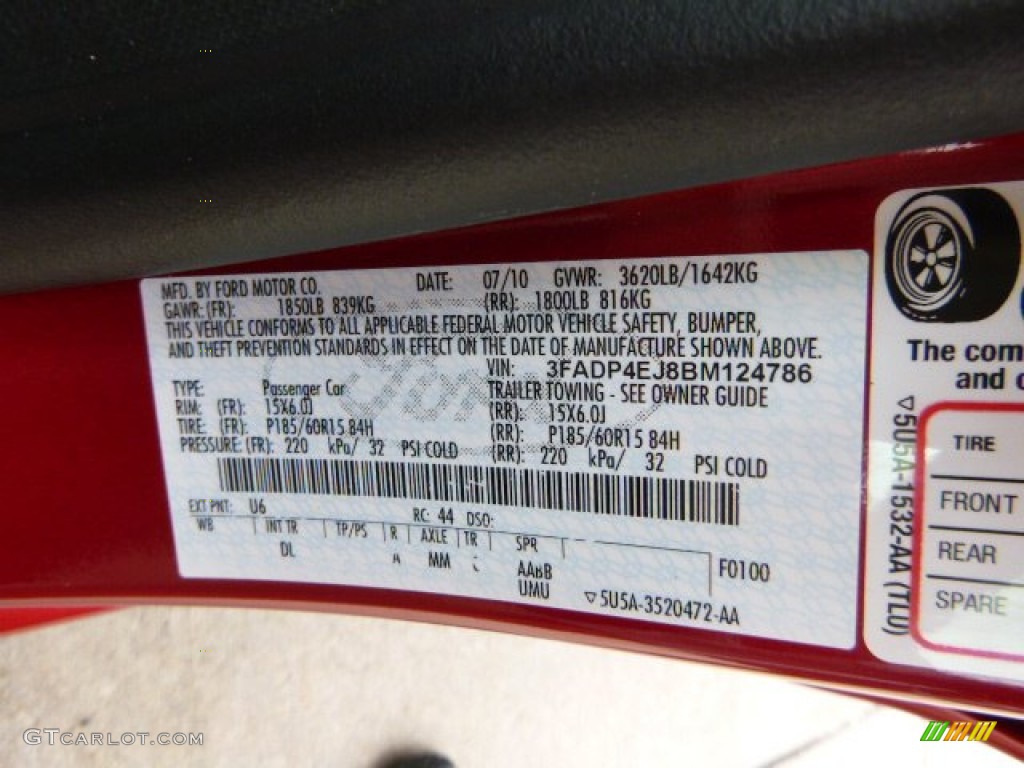 MFD. BY FORD MOTOR CO. DATE: 07/10 GVWR: 3620LB/1642KG
GAWR: (FR): 1850LB 839KG (RR): 1800LB 816KG
THIS VEHICLE CONFORMS TO ALL APPLICABLE FEDERAL MOTOR VEHICLE SAFETY, BUMPER,
AND THEFT PREVENTION STANDARDS IN EFFECT ON THE DATE OF MANUFACTURE SHOWN ABOVE.
VIN: 3FADP4EJ8BM124786
TYPE: Passenger Car TRAILER TOWING - SEE OWNER GUIDE
RIM: (FR): 15X6.0J (RR): 15X6.0J
TIRE: (FR): P185/60R15 84H (RR): P185/60R15 84H
PRESSURE: (FR): 220 kPa/ 32 PSI COLD (RR): 220 kPa/ 32 PSI COLD
EXT PNT: U6 RC: 44 DSO:
WB INT TR TP/PS R AXLE TR SPR
DL A MM AABB F0100
UMU
▽5U5A-3520472-AA
The com
and
▽5U5A-1532-AA (TLU)
TIRE
FRONT
REAR
SPARE
GTCARLOT.COM